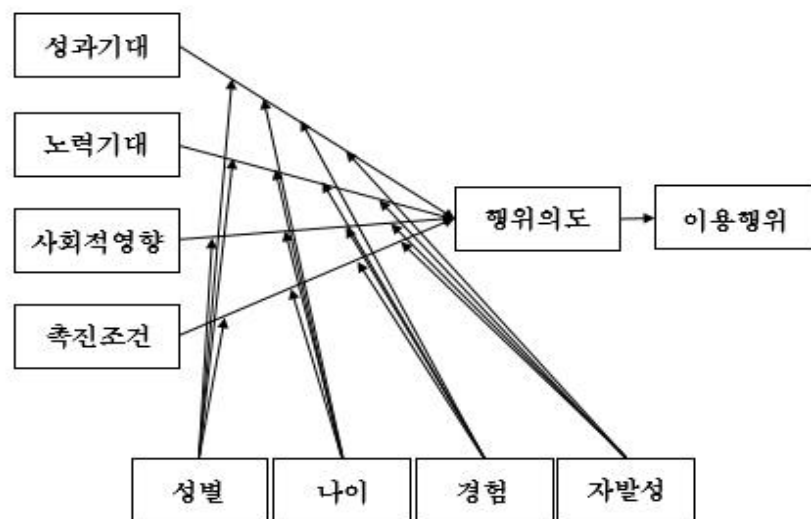 성과기대
노력기대
사회적영향
촉진조건
행위의도
이용행위
성별
나이
경험
자발성